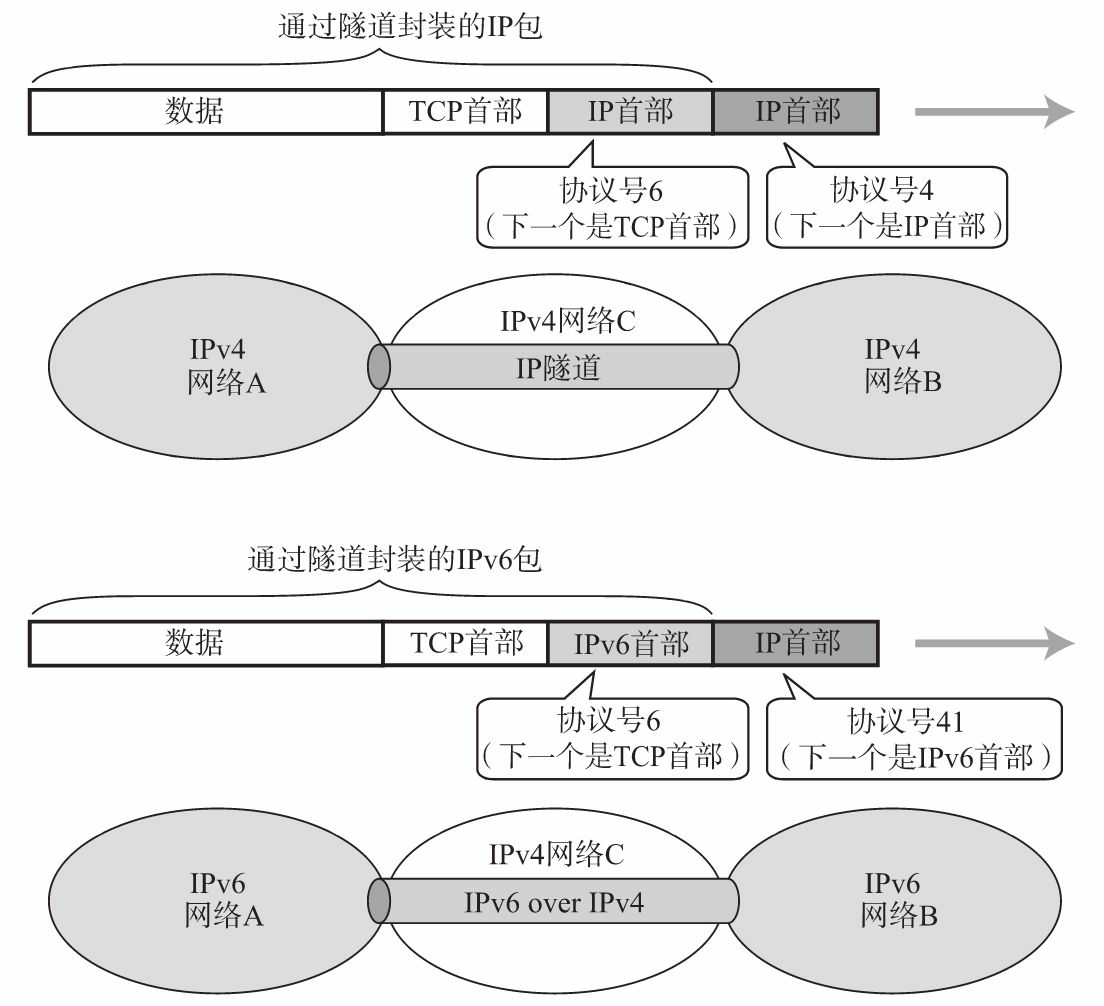 通过隧道封装的IP包
数据 TCP首部 IP首部 IP首部
协议号6
（下一个是TCP首部）
协议号4
（下一个是IP首部）
IPv4
网络A
IPv4网络C
IP隧道
IPv4
网络B
通过隧道封装的IPv6包
数据 TCP首部 IPv6首部 IP首部
协议号6
（下一个是TCP首部）
协议号41
（下一个是IPv6首部）
IPv6
网络A
IPv4网络C
IPv6 over IPv4
IPv6
网络B